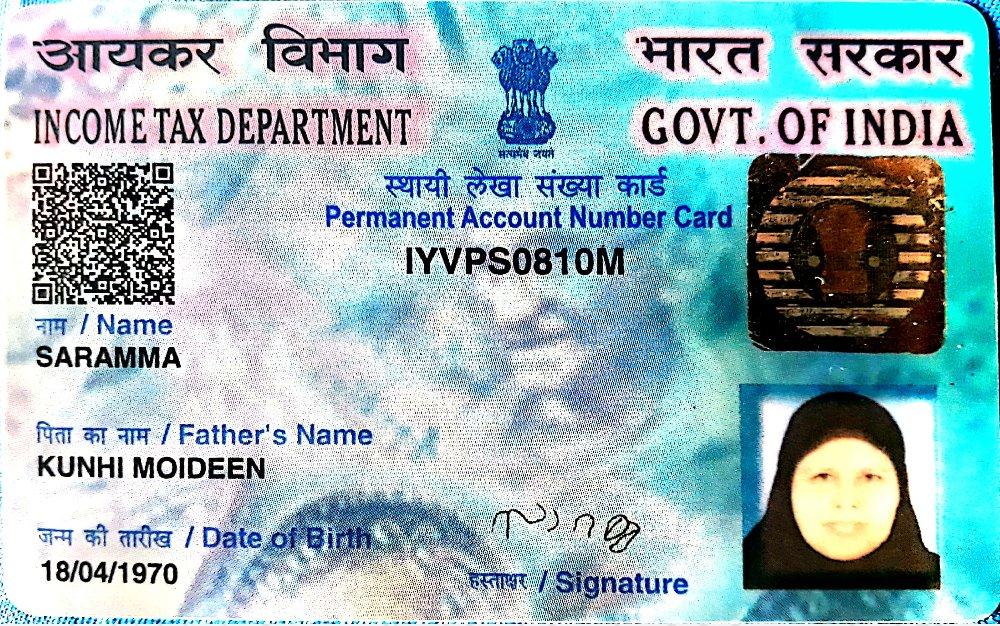 आयकर विभाग
INCOME TAX DEPARTMENT
भारत सरकार
GOVT. OF INDIA
सत्यमेव जयते
स्थायी लेखा संख्या कार्ड
Permanent Account Number Card
IYVPS0810M
नाम / Name
SARAMMA
पिता का नाम / Father's Name
KUNHI MOIDEEN
जन्म की तारीख / Date of Birth
18/04/1970
हस्ताक्षर / Signature